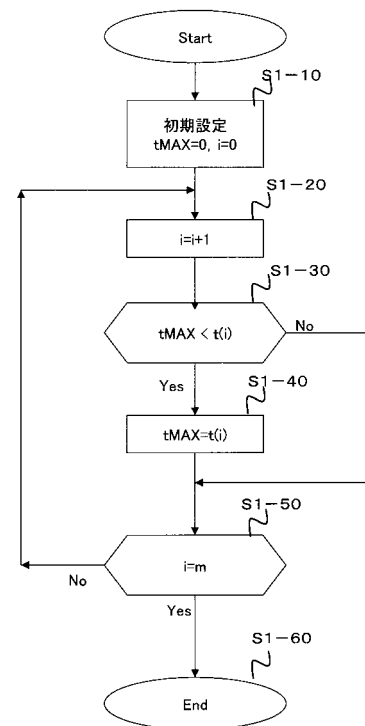 Start
S1-10
初期設定
tMAX=0, i=0
S1-20
i=i+1
S1-30
tMAX < t(i)
No
Yes
S1-40
tMAX=t(i)
S1-50
i=m
No
Yes
S1-60
End